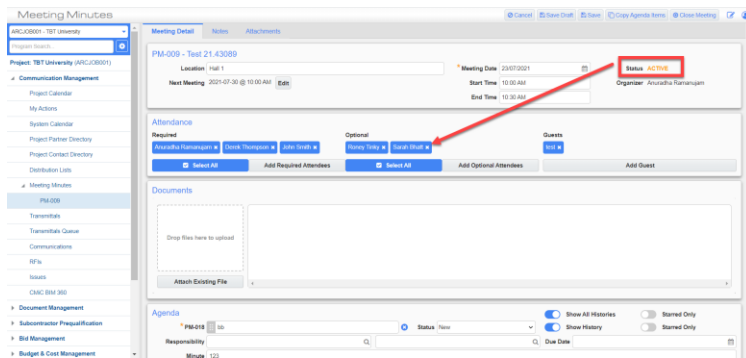 Meeting Minutes
Cancel Save Draft Save Copy Agenda Items Close Meeting
ARCJOB001 - TBT University
Program Search...
Project: TBT University (ARCJOB001)
Communication Management
Project Calendar
My Actions
System Calendar
Project Partner Directory
Project Contact Directory
Distribution Lists
Meeting Minutes
PM-009
Transmittals
Transmittals Queue
Communications
RFIs
Issues
CMiC BIM 360
Document Management
Subcontractor Prequalification
Bid Management
Budget & Cost Management
Meeting Detail Notes Attachments
PM-009 - Test 21.43089
Location Hall 1 * Meeting Date 23/07/2021 Status ACTIVE
Next Meeting 2021-07-30 @ 10:00 AM Edit Start Time 10:00 AM Organizer Anuradha Ramanujam
End Time 10:30 AM
Attendance
Required Optional Guests
Anuradha Ramanujam Derek Thompson John Smith Roney Tinky Sarah Bhatt test
Select All Add Required Attendees Select All Add Optional Attendees Add Guest
Documents
Drop files here to upload
Attach Existing File
Agenda
Show All Histories Starred Only
* PM-018 bb Status New Show History Starred Only
Responsibility Due Date
Minute 123